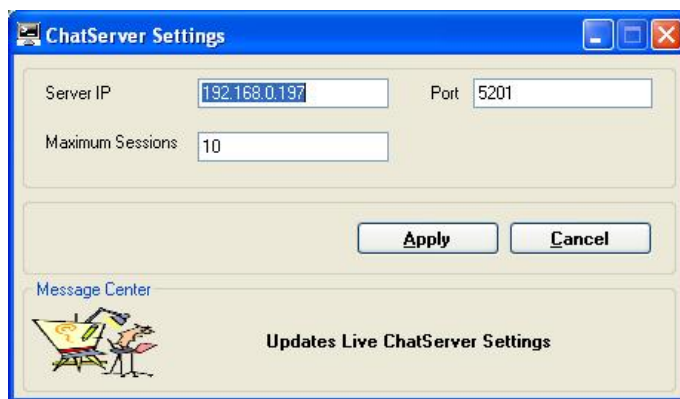 ChatServer Settings
Server IP 192.168.0.197 Port 5201
Maximum Sessions 10
Apply Cancel
Message Center
Updates Live ChatServer Settings